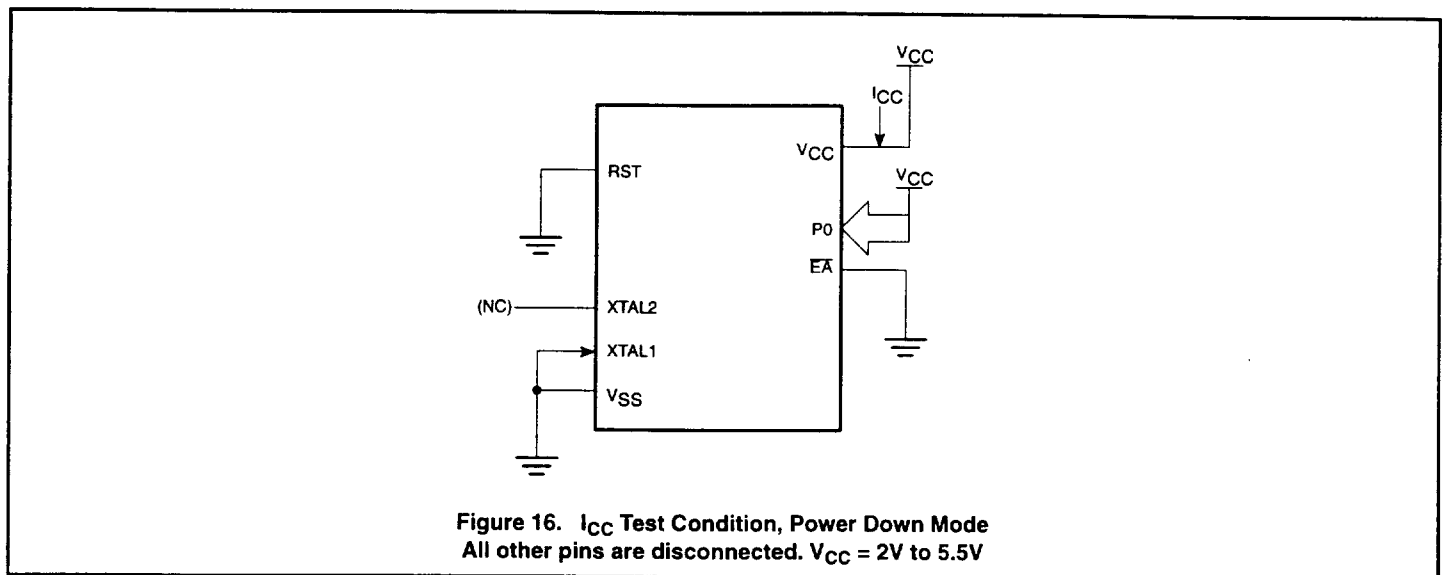 VCC
ICC
VCC
RST
VCC
P0
EA
(NC)
XTAL2
XTAL1
VSS
Figure 16. ICC Test Condition, Power Down Mode
All other pins are disconnected. VCC = 2V to 5.5V